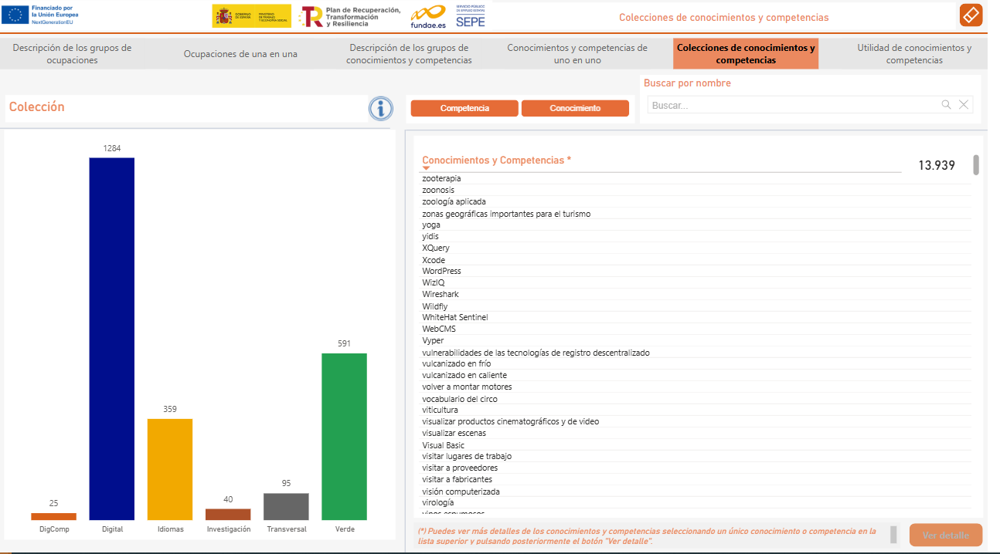 Financiado por
la Unión Europea
NextGenerationEU
GOBIERNO
DE ESPAÑA
MINISTERIO
DE TRABAJO
Y ECONOMÍA SOCIAL
Plan de Recuperación,
Transformación
y Resiliencia
fundae.es
SERVICIO PÚBLICO
DE EMPLEO ESTATAL
SEPE
Colecciones de conocimientos y competencias
Descripción de los grupos de
ocupaciones
Ocupaciones de una en una
Descripción de los grupos de
conocimientos y competencias
Conocimientos y competencias de
uno en uno
Colecciones de conocimientos y
competencias
Utilidad de conocimientos y
competencias
Colección
Competencia
Conocimiento
Buscar por nombre
Buscar...
1284
591
359
95
40
25
DigComp
Digital
Idiomas
Investigación
Transversal
Verde
Conocimientos y Competencias *
13.939
zooterapia
zoonosis
zoología aplicada
zonas geográficas importantes para el turismo
yoga
yidis
XQuery
Xcode
WordPress
WizIQ
Wireshark
Wildfly
WhiteHat Sentinel
WebCMS
Vyper
vulnerabilidades de las tecnologías de registro descentralizado
vulcanizado en frío
vulcanizado en caliente
volver a montar motores
vocabulario del circo
viticultura
visualizar productos cinematográficos y de video
visualizar escenas
Visual Basic
visitar lugares de trabajo
visitar a proveedores
visitar a fabricantes
visión computerizada
virología
vinos espumosos
(*) Puedes ver más detalles de los conocimientos y competencias seleccionando un único conocimiento o competencia en la
lista superior y pulsando posteriormente el botón "Ver detalle".
Ver detalle